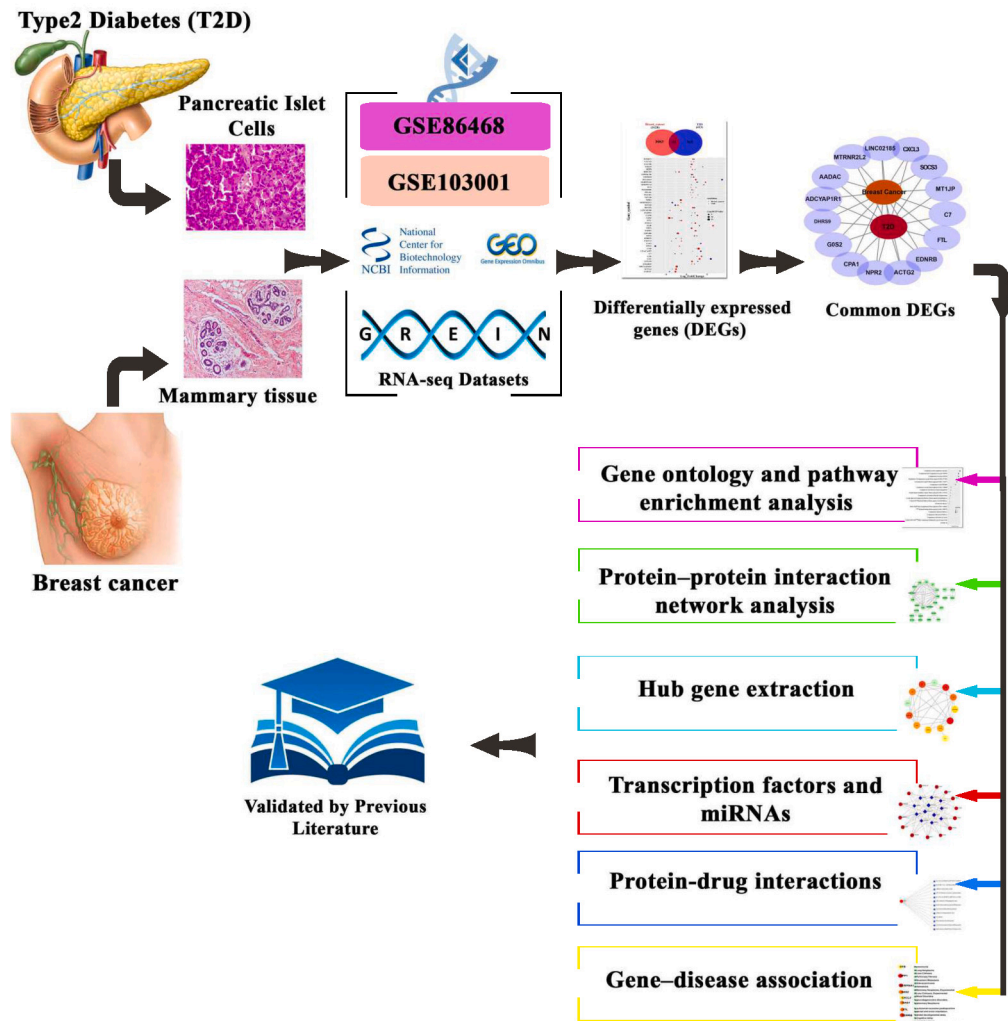 Type2 Diabetes (T2D)
Pancreatic Islet
Cells
GSE86468
GSE103001
NCBI
National
Center for
Biotechnology
Information
GEO
Gene Expression Omnibus
G R E I N
RNA-seq Datasets
Mammary tissue
Breast cancer
Differentially expressed
genes (DEGs)
LINC02185
CXCL3
MTRNR2L2
SOCS3
AADAC
MT1JP
Breast Cancer
ADCYAP1R1
C7
DHRS9
T2D
FTL
G0S2
EDNRB
CPA1
ACTG2
NPR2
Common DEGs
Gene ontology and pathway
enrichment analysis
Protein–protein interaction
network analysis
Hub gene extraction
Transcription factors and
miRNAs
Protein-drug interactions
Gene–disease association
Validated by Previous
Literature